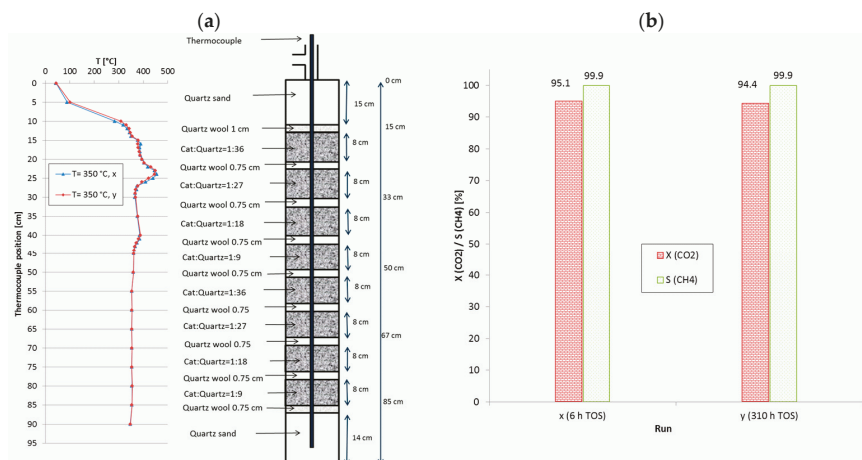 (a)
T [°C]
0 100 200 300 400 500
Thermocouple position [cm]
0
5
10
15
20
25
30
35
40
45
50
55
60
65
70
75
80
85
90
95
T= 350 °C, x
T= 350 °C, y
Thermocouple
Quartz sand
Quartz wool 1 cm
Cat:Quartz=1:36
Quartz wool 0.75 cm
Cat:Quartz=1:27
Quartz wool 0.75 cm
Cat:Quartz=1:18
Quartz wool 0.75 cm
Cat:Quartz=1:9
Quartz wool 0.75 cm
Cat:Quartz=1:36
Quartz wool 0.75
Cat:Quartz=1:27
Quartz wool 0.75
Cat:Quartz=1:18
Quartz wool 0.75 cm
Cat:Quartz=1:9
Quartz wool 0.75 cm
Quartz sand
15 cm
8 cm
8 cm
8 cm
8 cm
8 cm
8 cm
8 cm
8 cm
14 cm
0 cm
15 cm
33 cm
50 cm
67 cm
85 cm
(b)
X (CO2) / S (CH4) [%]
100
90
80
70
60
50
40
30
20
10
0
95.1
99.9
94.4
99.9
X (CO2)
S (CH4)
x (6 h TOS)
y (310 h TOS)
Run